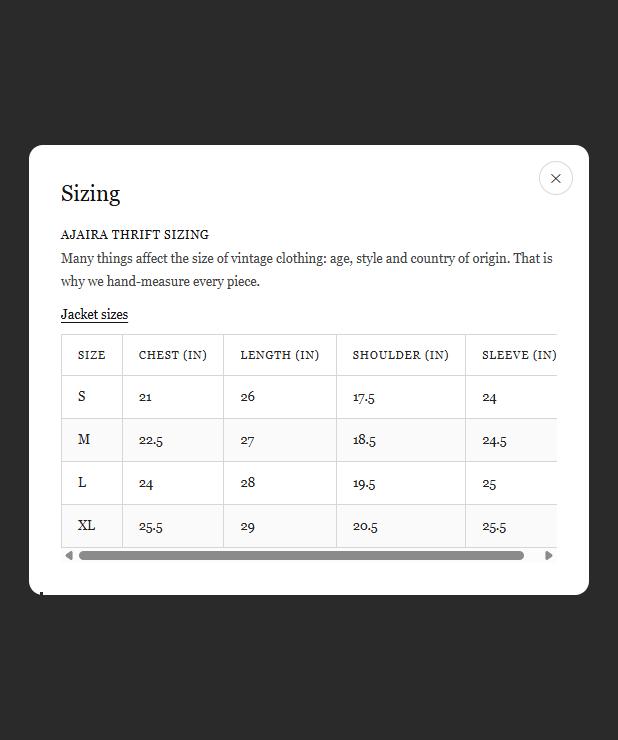 Sizing
AJAIRA THRIFT SIZING
Many things affect the size of vintage clothing: age, style and country of origin. That is
why we hand-measure every piece.
Jacket sizes
SIZE CHEST (IN) LENGTH (IN) SHOULDER (IN) SLEEVE (IN)
S 21 26 17.5 24
M 22.5 27 18.5 24.5
L 24 28 19.5 25
XL 25.5 29 20.5 25.5